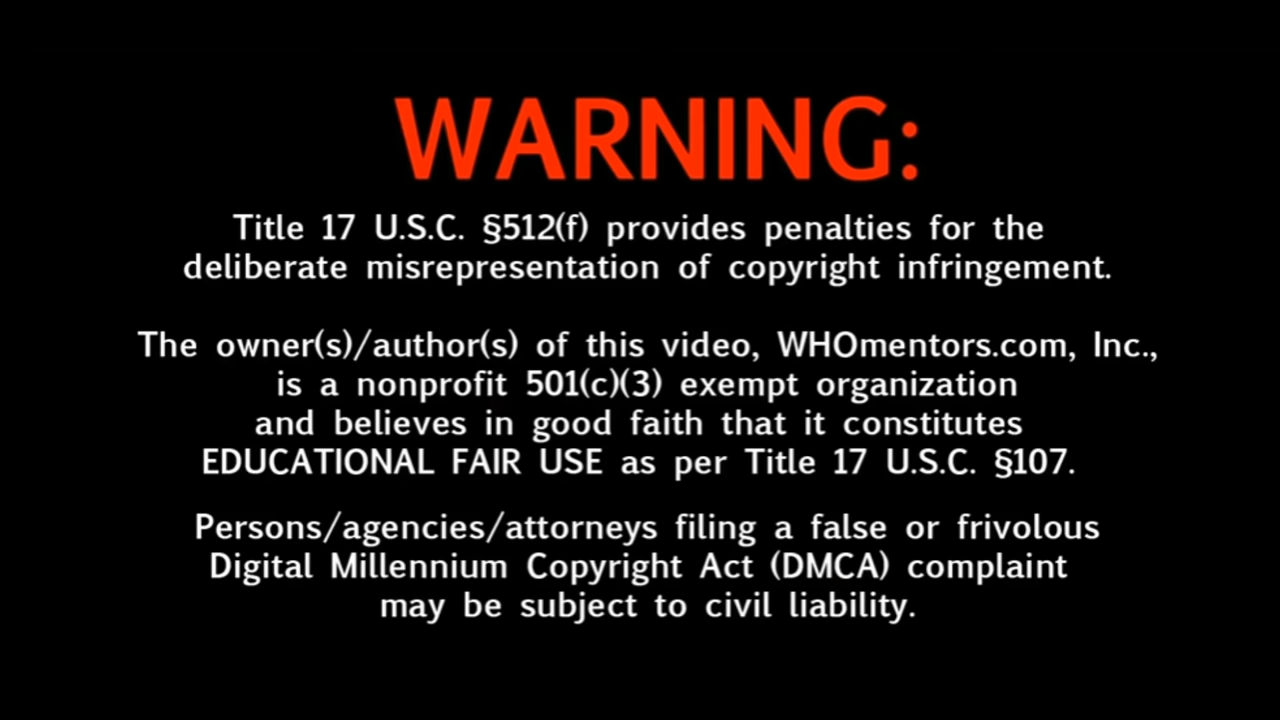 WARNING:
Title 17 U.S.C. §512(f) provides penalties for the
deliberate misrepresentation of copyright infringement.
The owner(s)/author(s) of this video, WHOmentors.com, Inc.,
is a nonprofit 501(c)(3) exempt organization
and believes in good faith that it constitutes
EDUCATIONAL FAIR USE as per Title 17 U.S.C. §107.
Persons/agencies/attorneys filing a false or frivolous
Digital Millennium Copyright Act (DMCA) complaint
may be subject to civil liability.